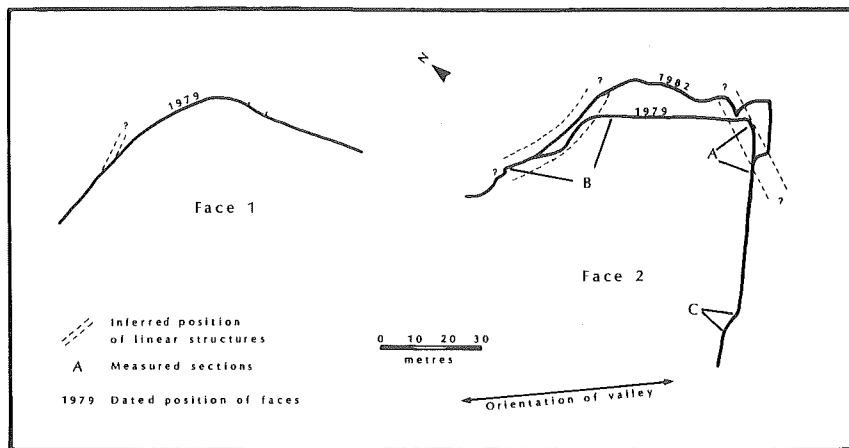 N
1979
?
Face 1
?
1982
?
1979
A
?
B
?
Face 2
C
Inferred position
of linear structures
A Measured sections
1979 Dated position of faces
0 10 20 30
metres
Orientation of valley